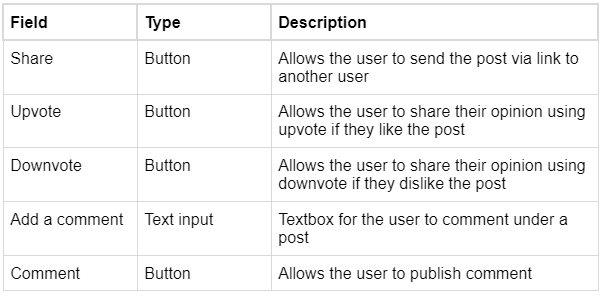 Field Type Description
Share Button Allows the user to send the post via link to
another user
Upvote Button Allows the user to share their opinion using
upvote if they like the post
Downvote Button Allows the user to share their opinion using
downvote if they dislike the post
Add a comment Text input Textbox for the user to comment under a
post
Comment Button Allows the user to publish comment